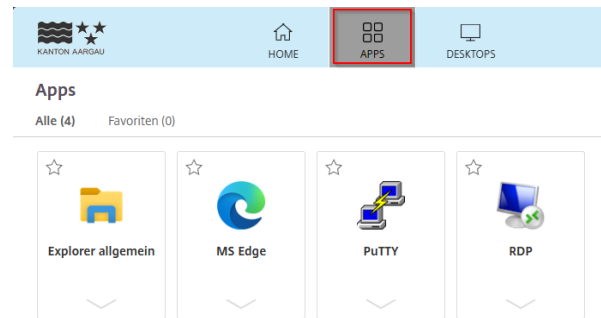 KANTON AARGAU
HOME
APPS
DESKTOPS
Apps
Alle (4)
Favoriten (0)
Explorer allgemein
MS Edge
PuTTY
RDP